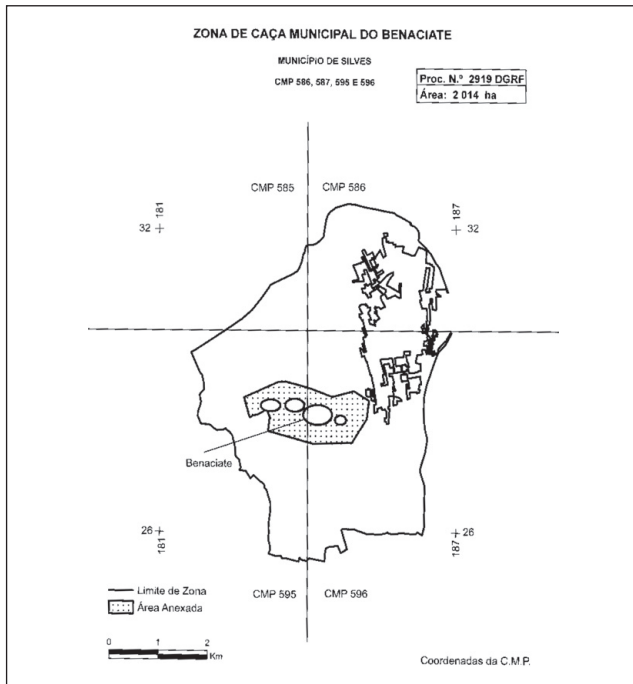 ZONA DE CAÇA MUNICIPAL DO BENACIATE
MUNICÍPIO DE SILVES
CMP 586, 587, 595 E 596
Proc. N.º 2919 DGRF
Área: 2 014 ha
CMP 585
CMP 586
181
32
187
32
Benaciate
26
181
187
26
Limite de Zona
Área Anexada
CMP 595
CMP 596
0 1 2
Km
Coordenadas da C.M.P.